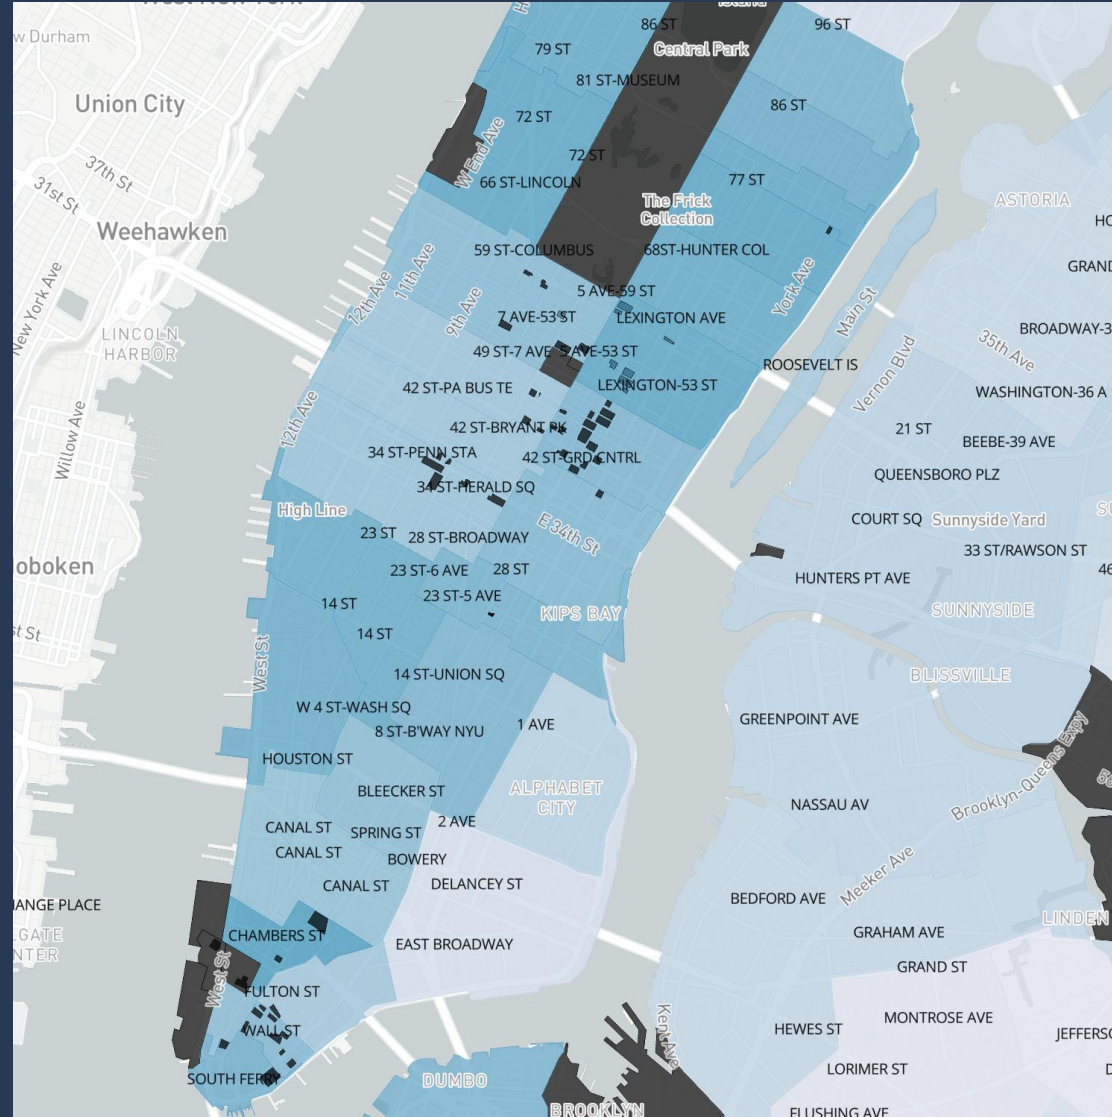 86 ST
96 ST
Central Park
79 ST
81 ST-MUSEUM
Union City
86 ST
72 ST
W End Ave
37th St
72 ST
31st St
66 ST-LINCOLN
77 ST
ASTORIA
The Frick
Collection
Weehawken
59 ST-COLUMBUS
68ST-HUNTER COL
11th Ave
12th Ave
5 AVE-59 ST
York Ave
Main St
New York Ave
9th Ave
7 AVE-53 ST
LEXINGTON AVE
LINCOLN
HARBOR
35th Ave
49 ST-7 AVE
5 AVE-53 ST
ROOSEVELT IS
Vernon Blvd
42 ST-PA BUS TE
LEXINGTON-53 ST
WASHINGTON-36 A
12th Ave
42 ST-BRYANT PK
21 ST
BEEBE-39 AVE
Willow Ave
34 ST-PENN STA
42 ST-GRD CNTRL
QUEENSBORO PLZ
34 ST-HERALD SQ
High Line
COURT SQ
Sunnyside Yard
23 ST
28 ST-BROADWAY
E 34th St
33 ST/RAWSON ST
oboken
23 ST-6 AVE
28 ST
HUNTERS PT AVE
46
14 ST
23 ST-5 AVE
KIPS BAY
SUNNYSIDE
14 ST
West St
14 ST-UNION SQ
BLISSVILLE
W 4 ST-WASH SQ
8 ST-B'WAY NYU
1 AVE
GREENPOINT AVE
HOUSTON ST
BLEECKER ST
ALPHABET
CITY
NASSAU AV
Brooklyn-Queens Expy
CANAL ST
SPRING ST
2 AVE
CANAL ST
BOWERY
CANAL ST
DELANCEY ST
Meeker Ave
BEDFORD AVE
HANGE PLACE
LINDEN
CHAMBERS ST
EAST BROADWAY
GRAHAM AVE
GRAND ST
West St
FULTON ST
WALL ST
Kent Ave
HEWES ST
MONTROSE AVE
JEFFERSO
SOUTH FERRY
DUMBO
LORIMER ST
BROOKLYN
FLUSHING AVE